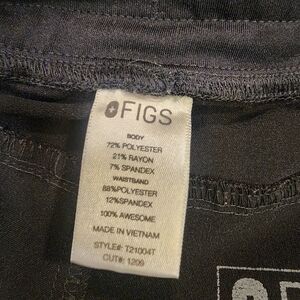 FIGS
BODY
72% POLYESTER
21% RAYON
7% SPANDEX
WAISTBAND
88%POLYESTER
12%SPANDEX
100% AWESOME
MADE IN VIETNAM
STYLE#: T21004T
CUT#: 1209